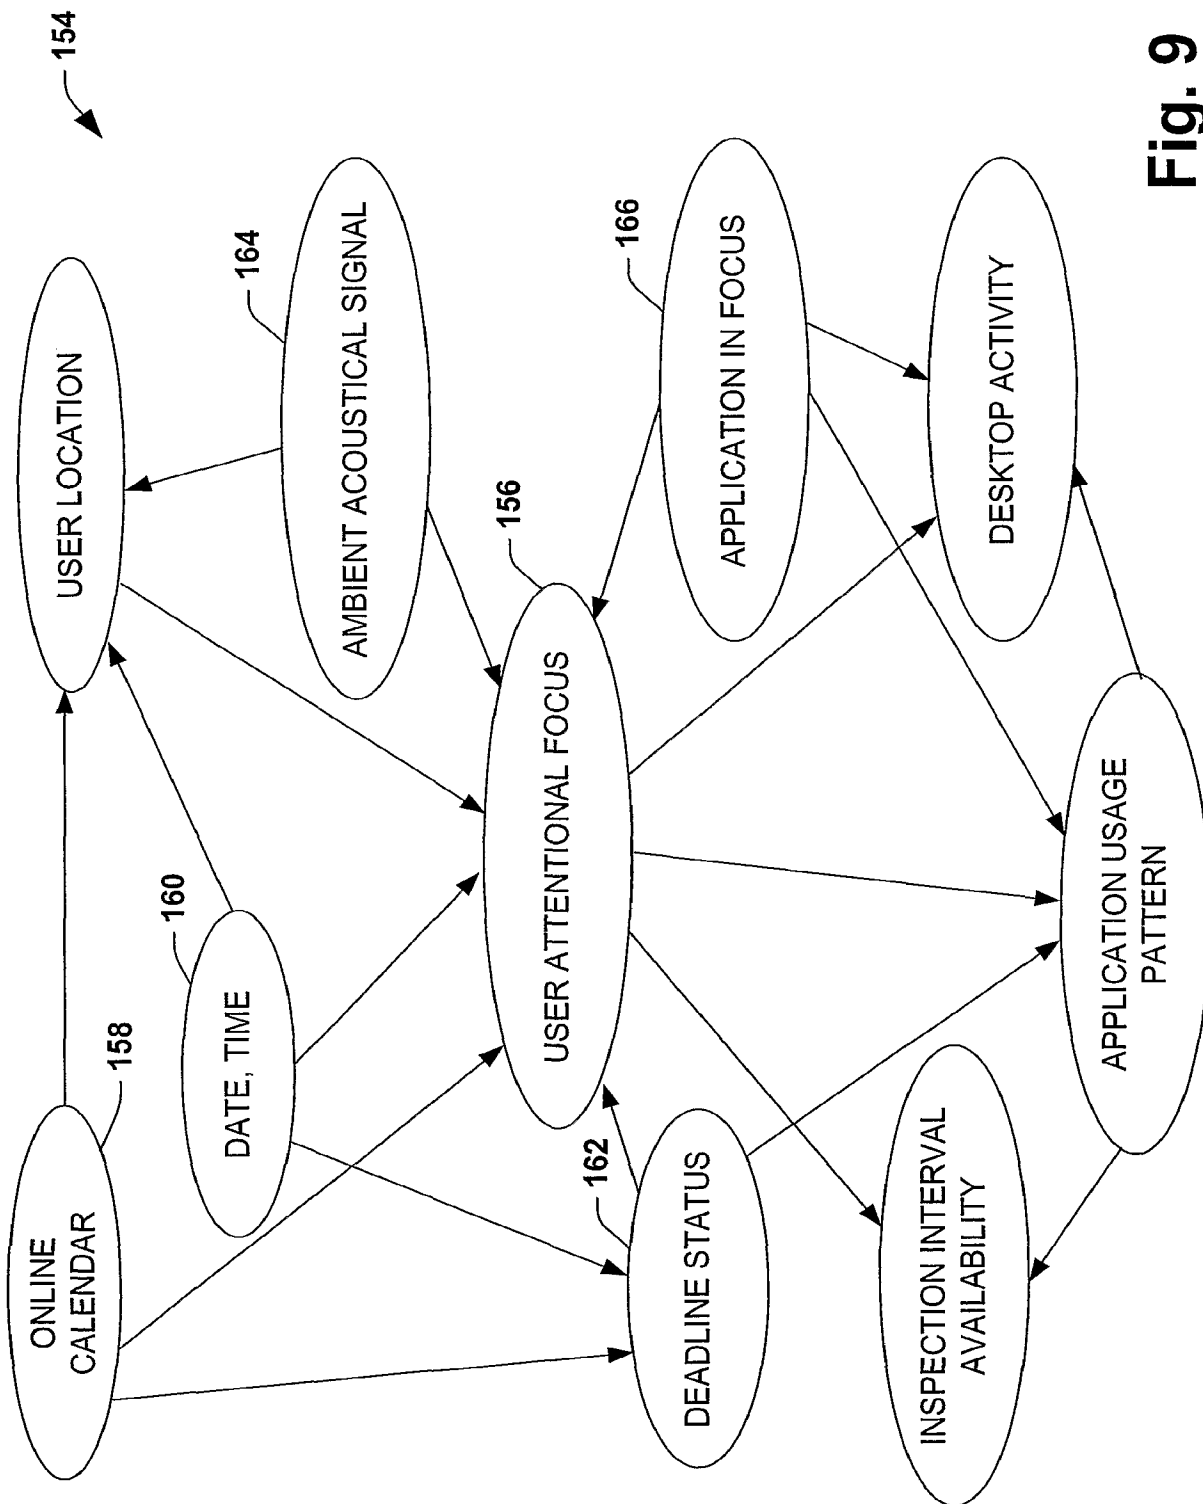 154
ONLINE
CALENDAR
158
USER LOCATION
DATE, TIME
160
AMBIENT ACOUSTICAL SIGNAL
164
USER ATTENTIONAL FOCUS
156
DEADLINE STATUS
162
APPLICATION IN FOCUS
166
INSPECTION INTERVAL
AVAILABILITY
DESKTOP ACTIVITY
APPLICATION USAGE
PATTERN
Fig. 9